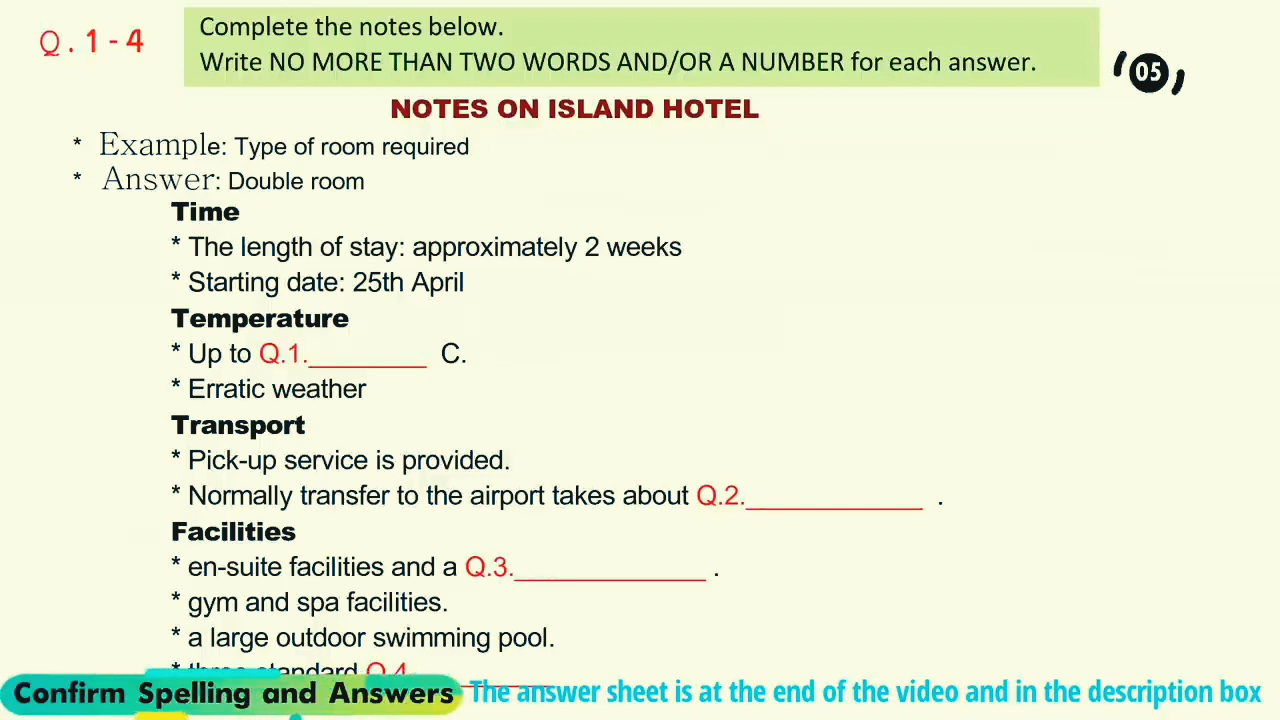 Q.1-4
Complete the notes below.
Write NO MORE THAN TWO WORDS AND/OR A NUMBER for each answer.
05
NOTES ON ISLAND HOTEL
* Example: Type of room required
* Answer: Double room
Time
* The length of stay: approximately 2 weeks
* Starting date: 25th April
Temperature
* Up to Q.1.________ C.
* Erratic weather
Transport
* Pick-up service is provided.
* Normally transfer to the airport takes about Q.2.____________ .
Facilities
* en-suite facilities and a Q.3._____________ .
* gym and spa facilities.
* a large outdoor swimming pool.
* three standard Q.4.
Confirm Spelling and Answers
The answer sheet is at the end of the video and in the description box